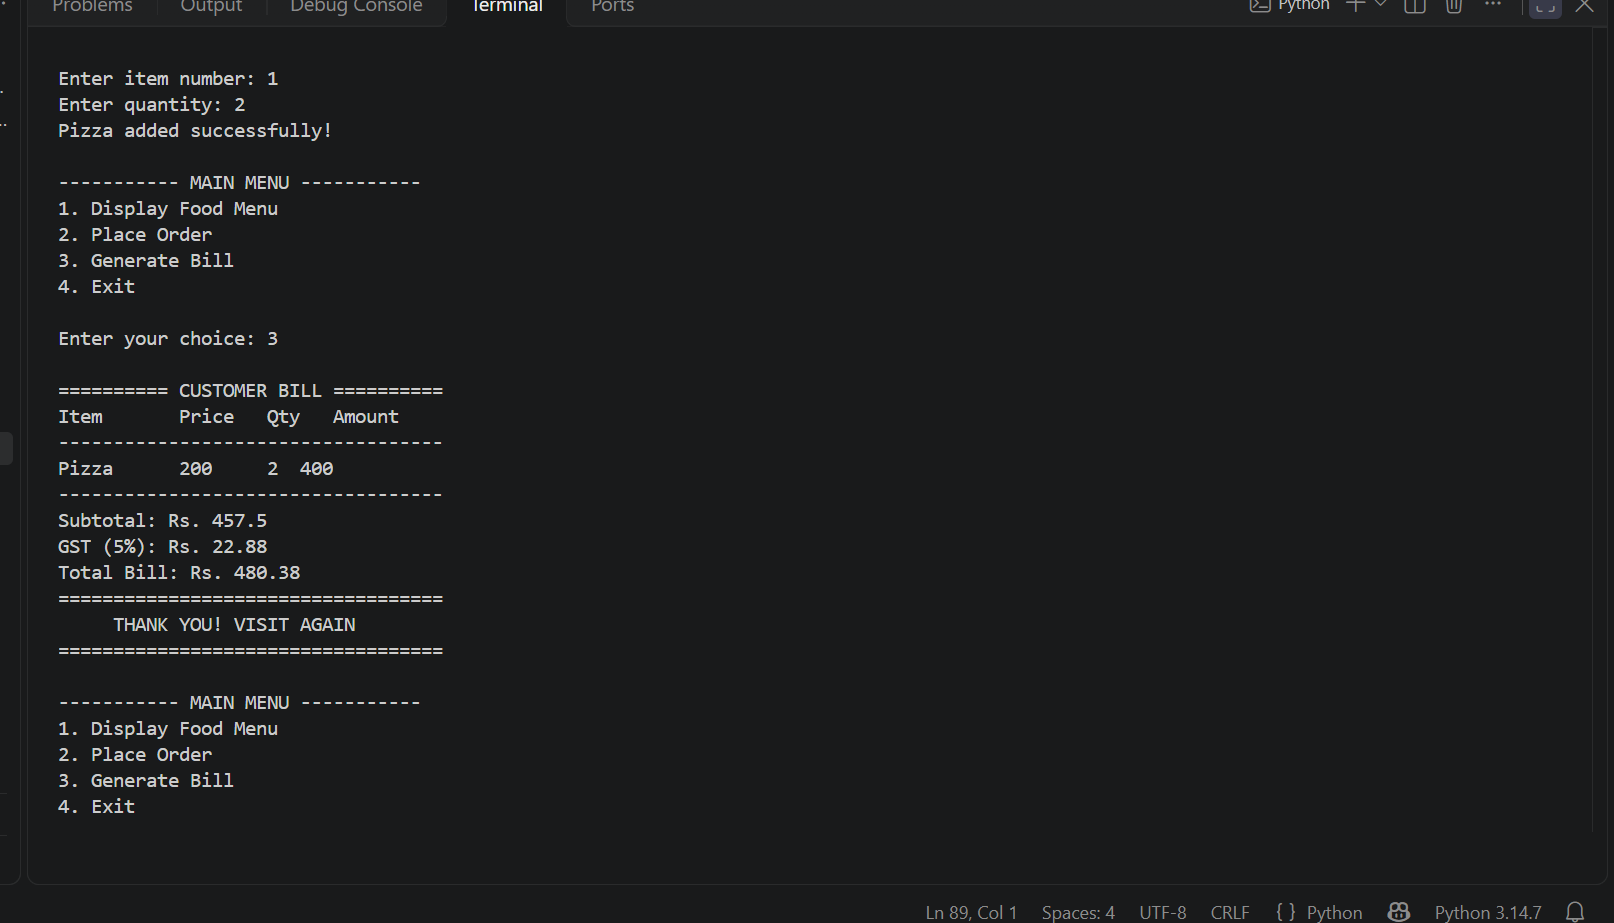 Problems Output Debug Console Terminal Ports Python
Enter item number: 1
Enter quantity: 2
Pizza added successfully!
----------- MAIN MENU -----------
1. Display Food Menu
2. Place Order
3. Generate Bill
4. Exit
Enter your choice: 3
========== CUSTOMER BILL ==========
Item       Price   Qty   Amount
-----------------------------------
Pizza      200     2  400
-----------------------------------
Subtotal: Rs. 457.5
GST (5%): Rs. 22.88
Total Bill: Rs. 480.38
===================================
     THANK YOU! VISIT AGAIN
===================================
----------- MAIN MENU -----------
1. Display Food Menu
2. Place Order
3. Generate Bill
4. Exit
Ln 89, Col 1 Spaces: 4 UTF-8 CRLF { } Python Python 3.14.7